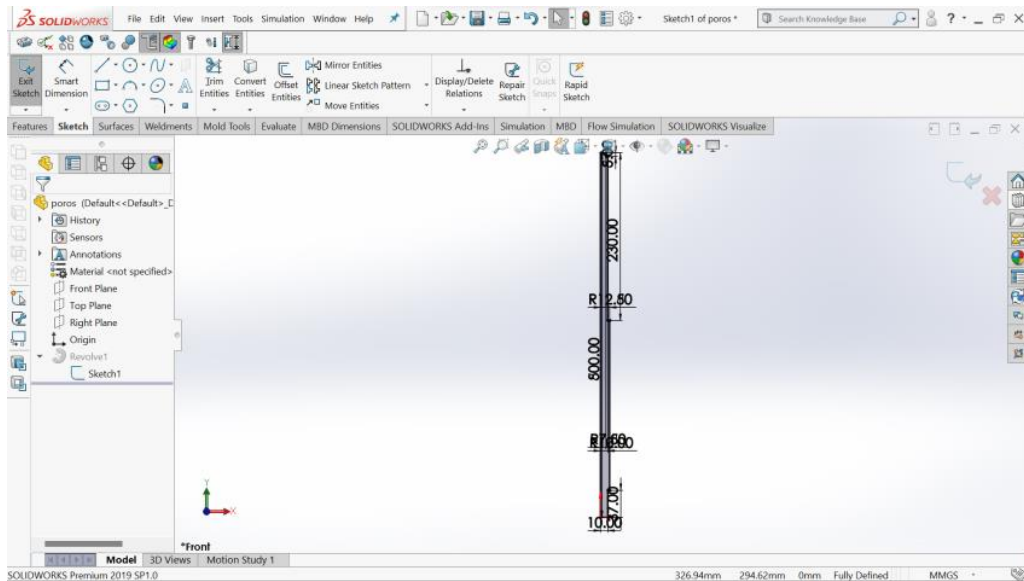 SOLIDWORKS File Edit View Insert Tools Simulation Window Help Sketch1 of poros * Search Knowledge Base
Exit Sketch
Smart Dimension
Trim Entities
Convert Entities
Offset Entities
Mirror Entities
Linear Sketch Pattern
Move Entities
Display/Delete Relations
Repair Sketch
Quick Snaps
Rapid Sketch
Features Sketch Surfaces Weldments Mold Tools Evaluate MBD Dimensions SOLIDWORKS Add-Ins Simulation MBD Flow Simulation SOLIDWORKS Visualize
poros (Default<<Default>_D
History
Sensors
Annotations
Material <not specified>
Front Plane
Top Plane
Right Plane
Origin
Revolve1
Sketch1
230.00
R12.50
500.00
10.00
Y
X
*Front
Model 3D Views Motion Study 1
SOLIDWORKS Premium 2019 SP1.0 326.94mm 294.62mm 0mm Fully Defined MMGS